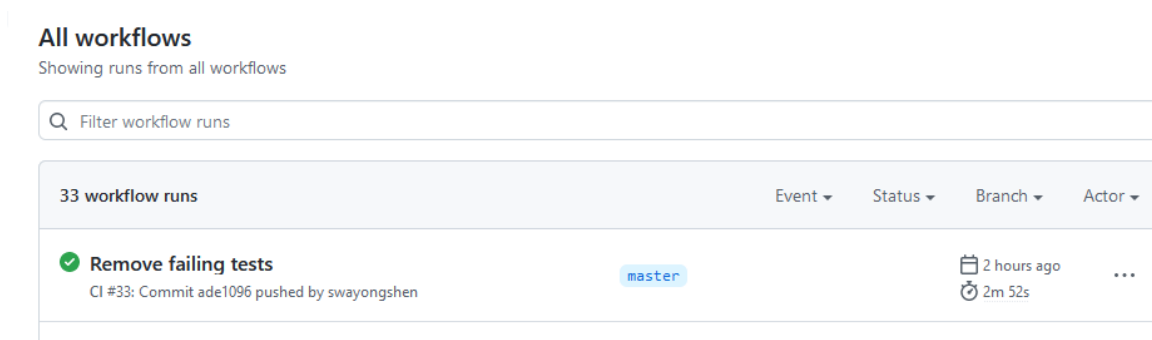 All workflows
Showing runs from all workflows
Filter workflow runs
33 workflow runs Event Status Branch Actor
Remove failing tests master 2 hours ago
CI #33: Commit ade1096 pushed by swayongshen 2m 52s